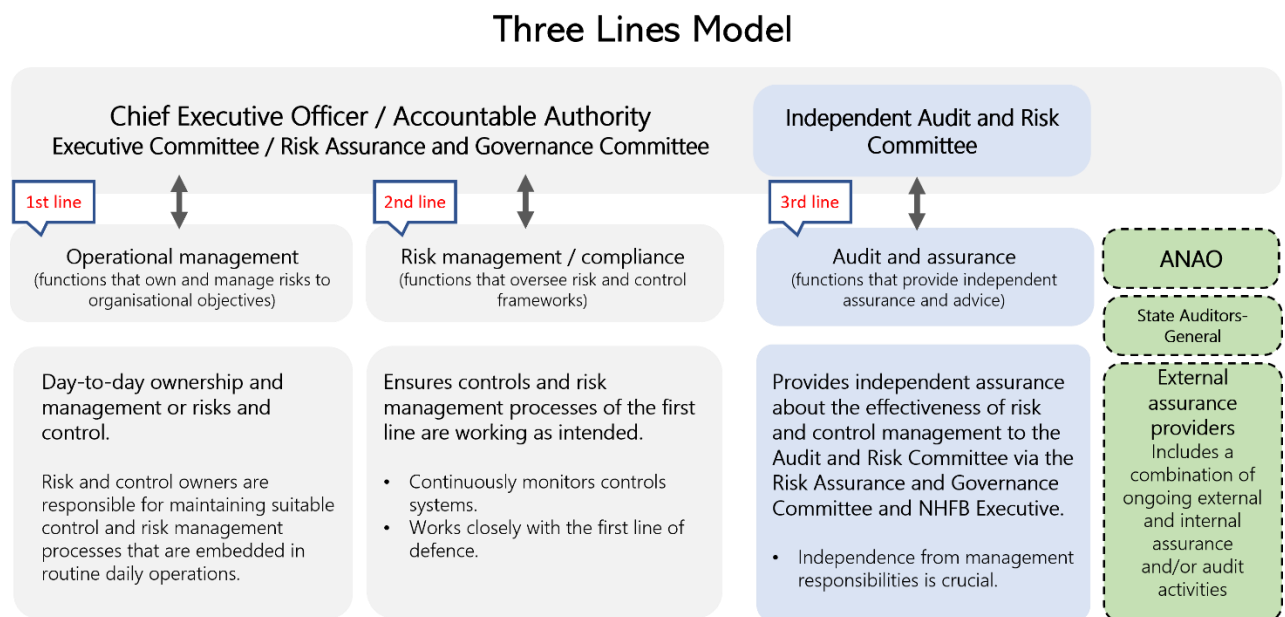 Three Lines Model
Chief Executive Officer / Accountable Authority
Executive Committee / Risk Assurance and Governance Committee
Independent Audit and Risk
Committee
1st line
Operational management
(functions that own and manage risks to
organisational objectives)
Day-to-day ownership and
management or risks and
control.
Risk and control owners are
responsible for maintaining suitable
control and risk management
processes that are embedded in
routine daily operations.
2nd line
Risk management / compliance
(functions that oversee risk and control
frameworks)
Ensures controls and risk
management processes of the first
line are working as intended.
• Continuously monitors controls
systems.
• Works closely with the first line of
defence.
3rd line
Audit and assurance
(functions that provide independent
assurance and advice)
Provides independent assurance
about the effectiveness of risk
and control management to the
Audit and Risk Committee via the
Risk Assurance and Governance
Committee and NHFB Executive.
• Independence from management
responsibilities is crucial.
ANAO
State Auditors-
General
External
assurance
providers
Includes a
combination of
ongoing external
and internal
assurance
and/or audit
activities